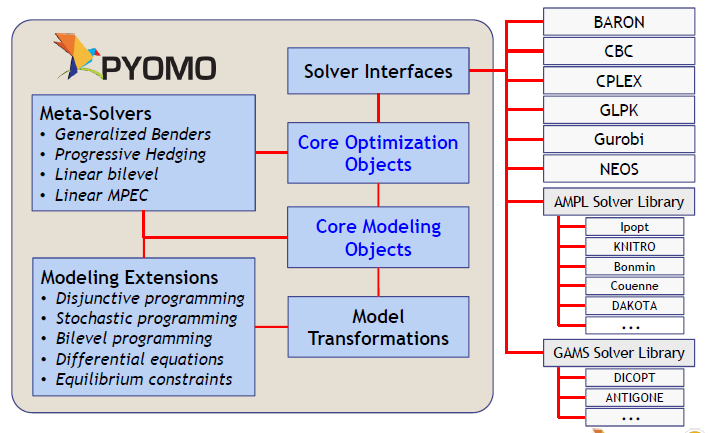 PYOMO
Solver Interfaces
Meta-Solvers
• Generalized Benders
• Progressive Hedging
• Linear bilevel
• Linear MPEC
Core Optimization
Objects
Core Modeling
Objects
Modeling Extensions
• Disjunctive programming
• Stochastic programming
• Bilevel programming
• Differential equations
• Equilibrium constraints
Model
Transformations
BARON
CBC
CPLEX
GLPK
Gurobi
NEOS
AMPL Solver Library
Ipopt
KNITRO
Bonmin
Couenne
DAKOTA
...
GAMS Solver Library
DICOPT
ANTIGONE
...